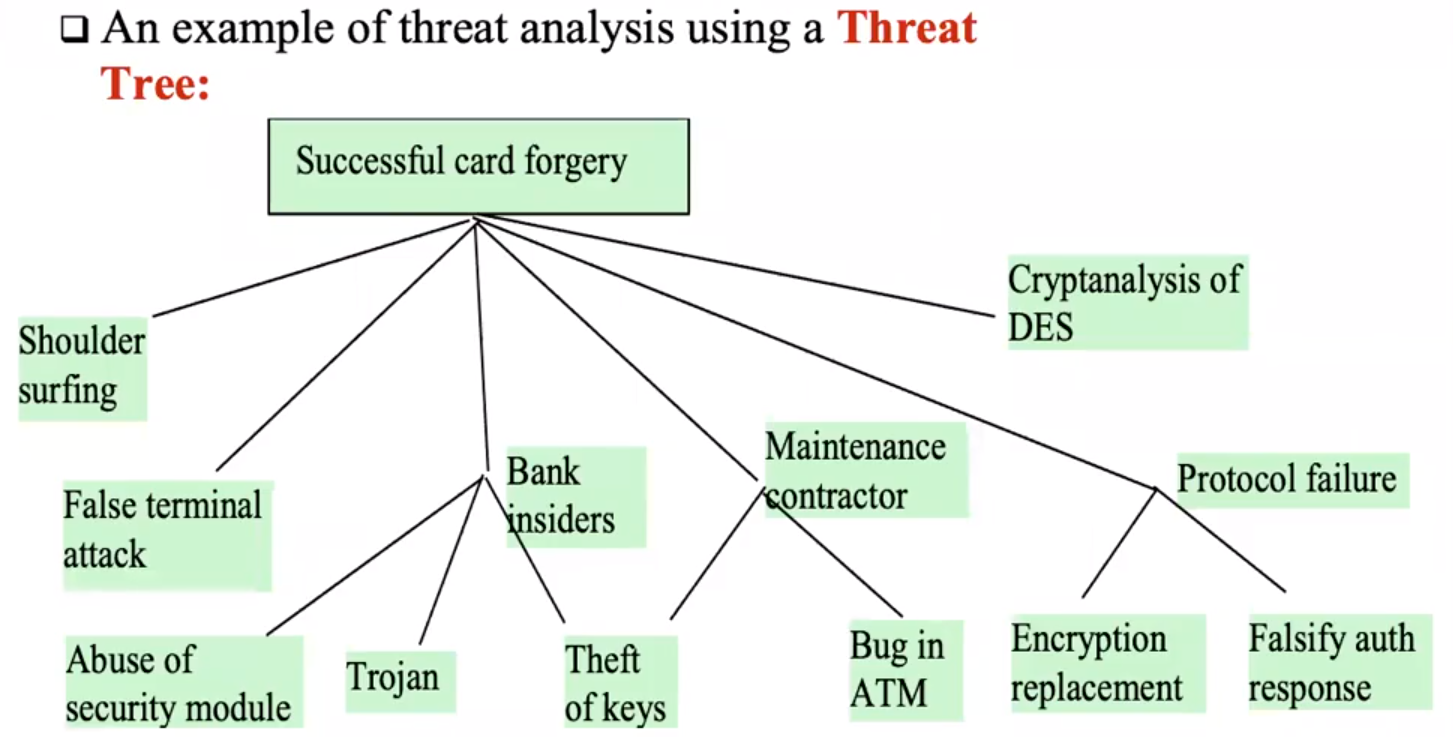 ❑ An example of threat analysis using a Threat
Tree:
Successful card forgery
Cryptanalysis of
DES
Shoulder
surfing
Maintenance
contractor
Bank
insiders
Protocol failure
False terminal
attack
Abuse of
security module
Trojan
Theft
of keys
Bug in
ATM
Encryption
replacement
Falsify auth
response